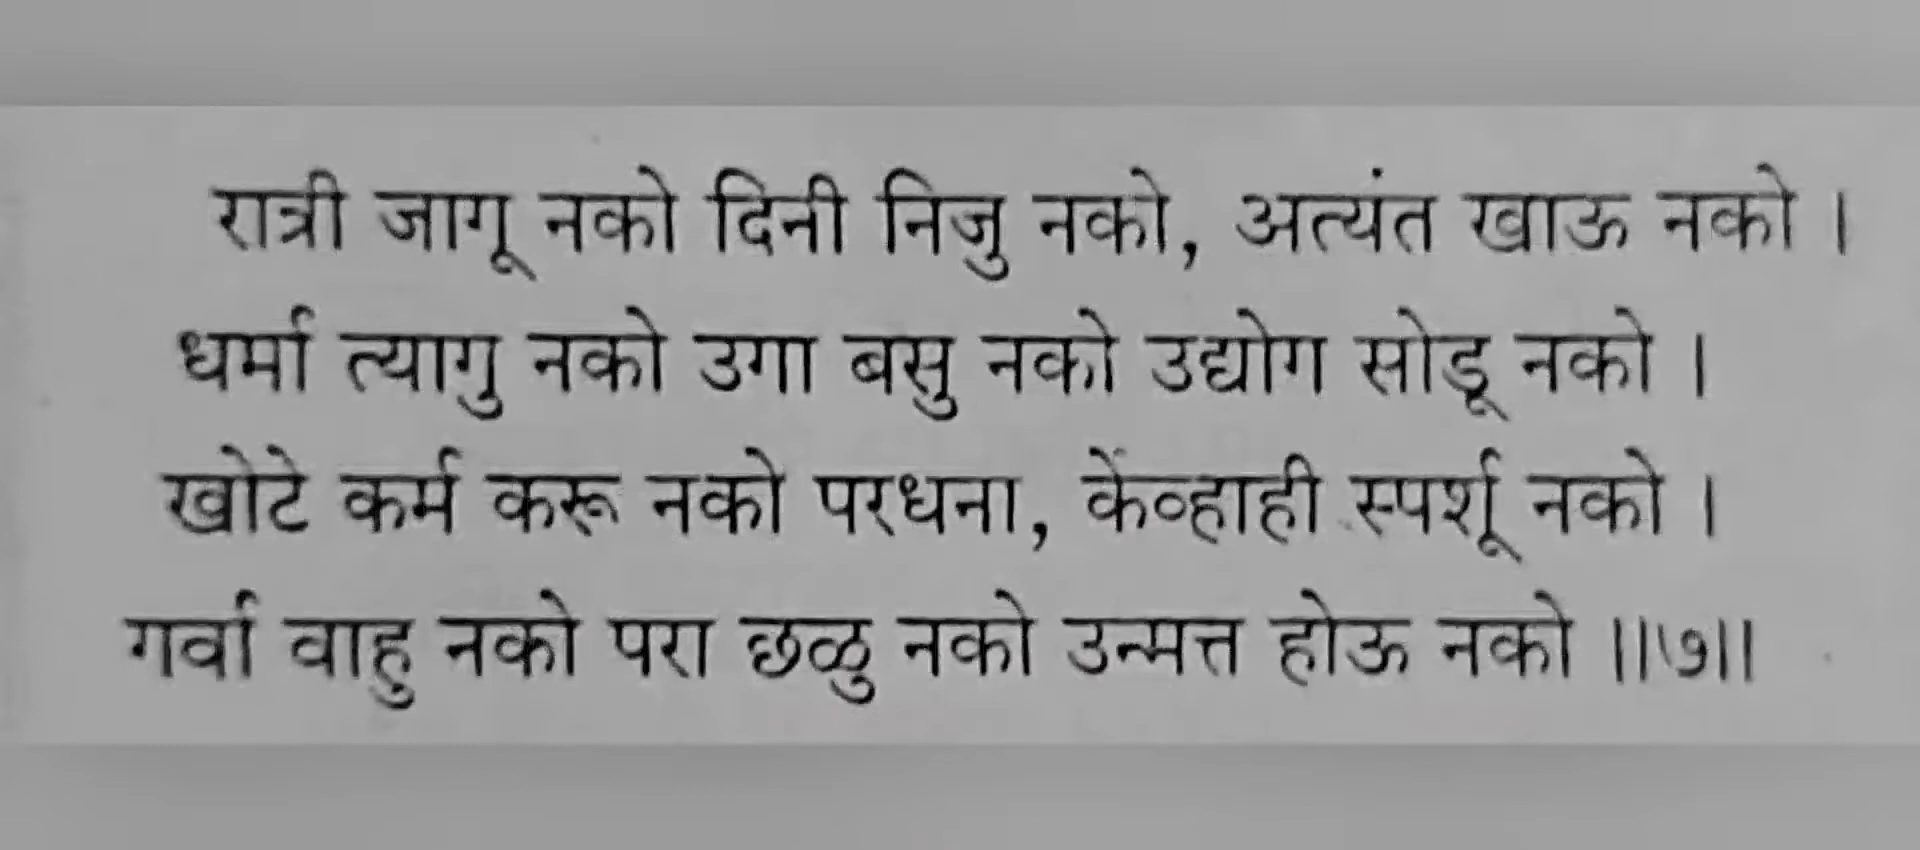 रात्री जागू नको दिनी निजु नको, अत्यंत खाऊ नको ।
धर्मा त्यागु नको उगा बसु नको उद्योग सोडू नको ।
खोटे कर्म करू नको परधना, केंव्हाही स्पर्शू नको ।
गर्वा वाहु नको परा छळु नको उन्मत्त होऊ नको ।।७।।